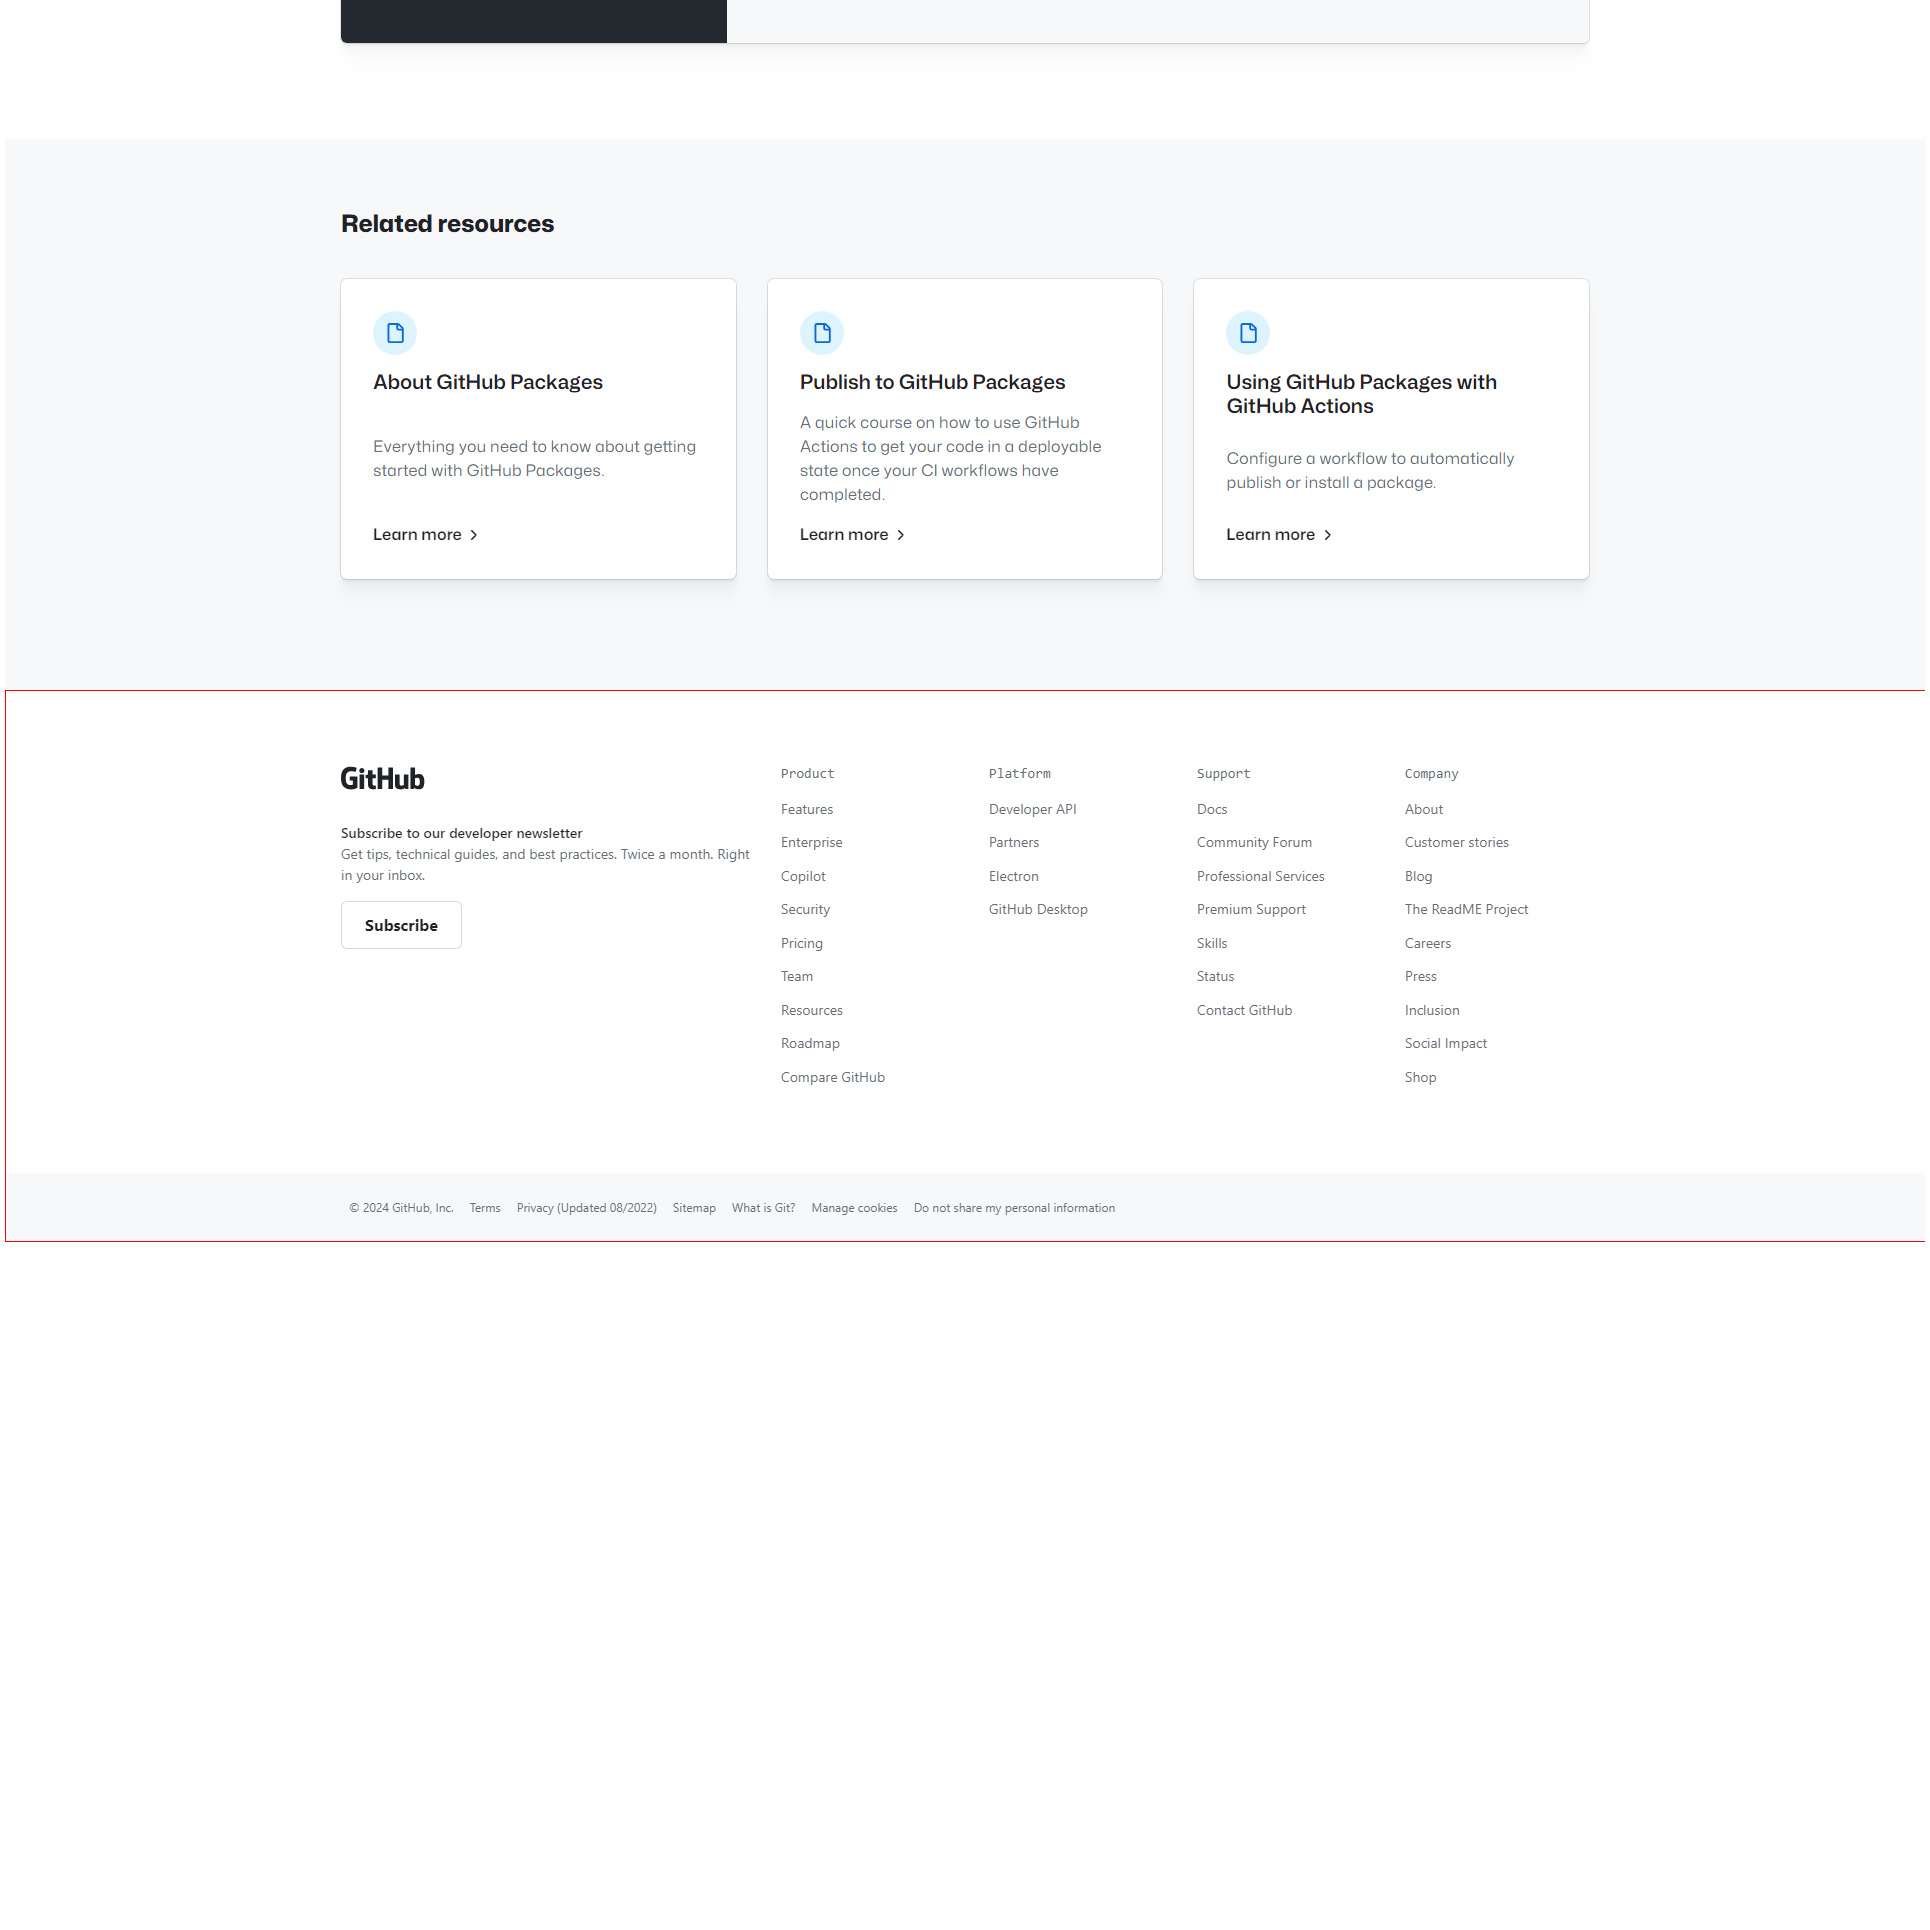 Related resources
About GitHub Packages
Everything you need to know about getting
started with GitHub Packages.
Learn more
Publish to GitHub Packages
A quick course on how to use GitHub
Actions to get your code in a deployable
state once your CI workflows have
completed.
Learn more
Using GitHub Packages with
GitHub Actions
Configure a workflow to automatically
publish or install a package.
Learn more
GitHub
Subscribe to our developer newsletter
Get tips, technical guides, and best practices. Twice a month. Right
in your inbox.
Subscribe
Product
Features
Enterprise
Copilot
Security
Pricing
Team
Resources
Roadmap
Compare GitHub
Platform
Developer API
Partners
Electron
GitHub Desktop
Support
Docs
Community Forum
Professional Services
Premium Support
Skills
Status
Contact GitHub
Company
About
Customer stories
Blog
The ReadME Project
Careers
Press
Inclusion
Social Impact
Shop
© 2024 GitHub, Inc. Terms Privacy (Updated 08/2022) Sitemap What is Git? Manage cookies Do not share my personal information